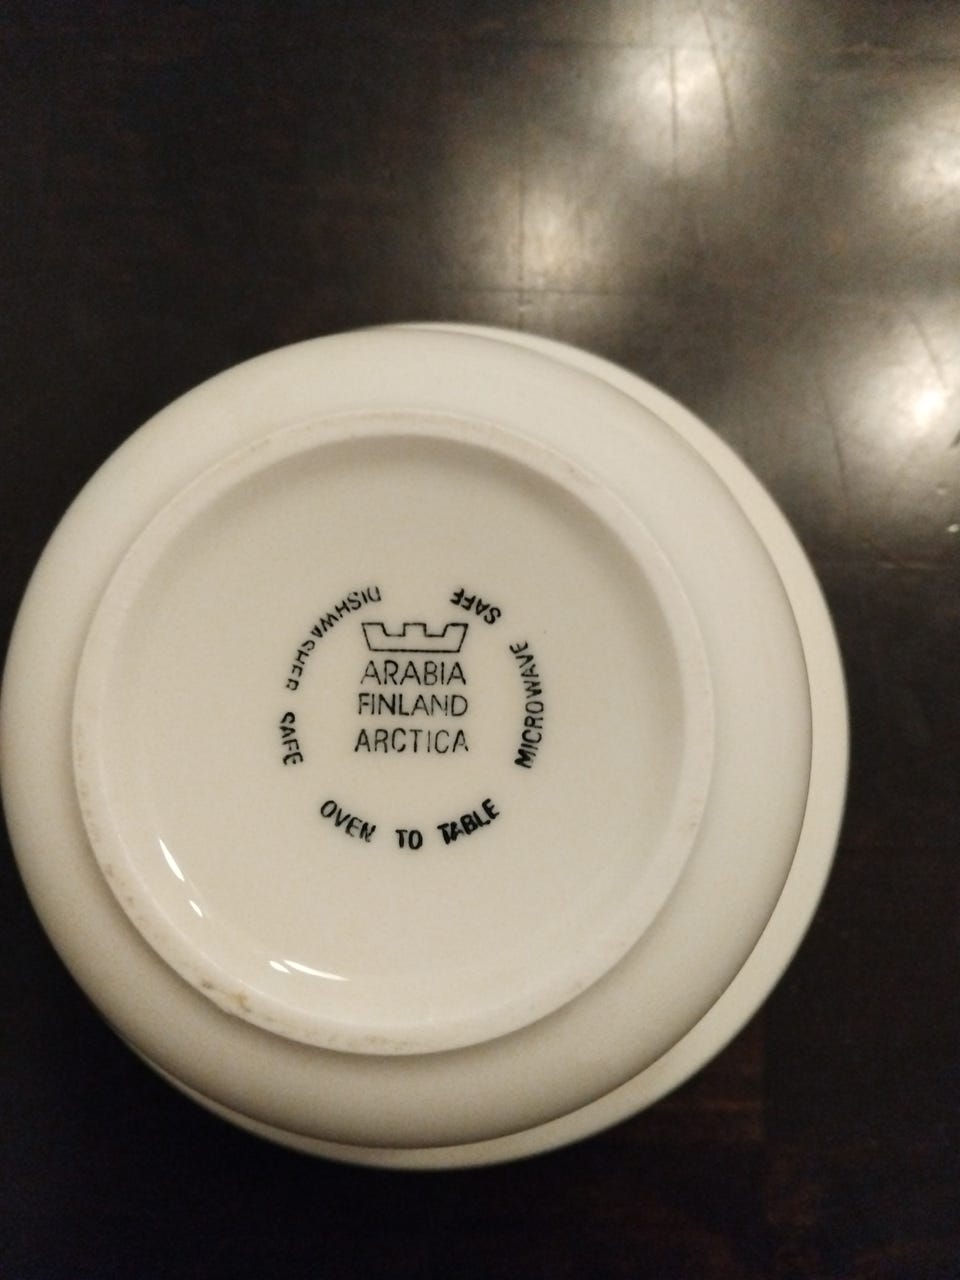 ARABIA
FINLAND
ARCTICA
DISHWASHER SAFE
OVEN TO TABLE
MICROWAVE SAFE